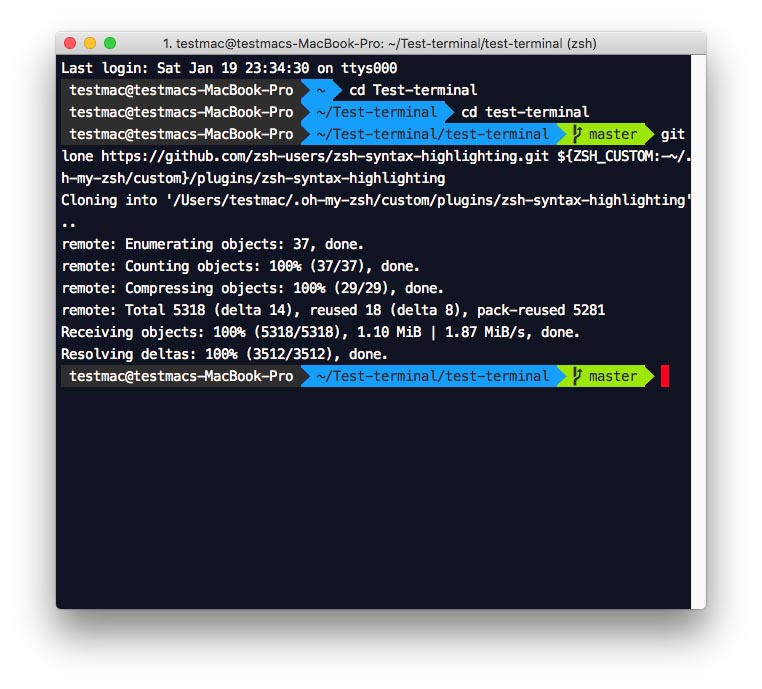 1. testmac@testmacs-MacBook-Pro: ~/Test-terminal/test-terminal (zsh)
Last login: Sat Jan 19 23:34:30 on ttys000
testmac@testmacs-MacBook-Pro ~ cd Test-terminal
testmac@testmacs-MacBook-Pro ~/Test-terminal cd test-terminal
testmac@testmacs-MacBook-Pro ~/Test-terminal/test-terminal master git
lone https://github.com/zsh-users/zsh-syntax-highlighting.git ${ZSH_CUSTOM:-~/.
h-my-zsh/custom}/plugins/zsh-syntax-highlighting
Cloning into '/Users/testmac/.oh-my-zsh/custom/plugins/zsh-syntax-highlighting'
..
remote: Enumerating objects: 37, done.
remote: Counting objects: 100% (37/37), done.
remote: Compressing objects: 100% (29/29), done.
remote: Total 5318 (delta 14), reused 18 (delta 8), pack-reused 5281
Receiving objects: 100% (5318/5318), 1.10 MiB | 1.87 MiB/s, done.
Resolving deltas: 100% (3512/3512), done.
testmac@testmacs-MacBook-Pro ~/Test-terminal/test-terminal master